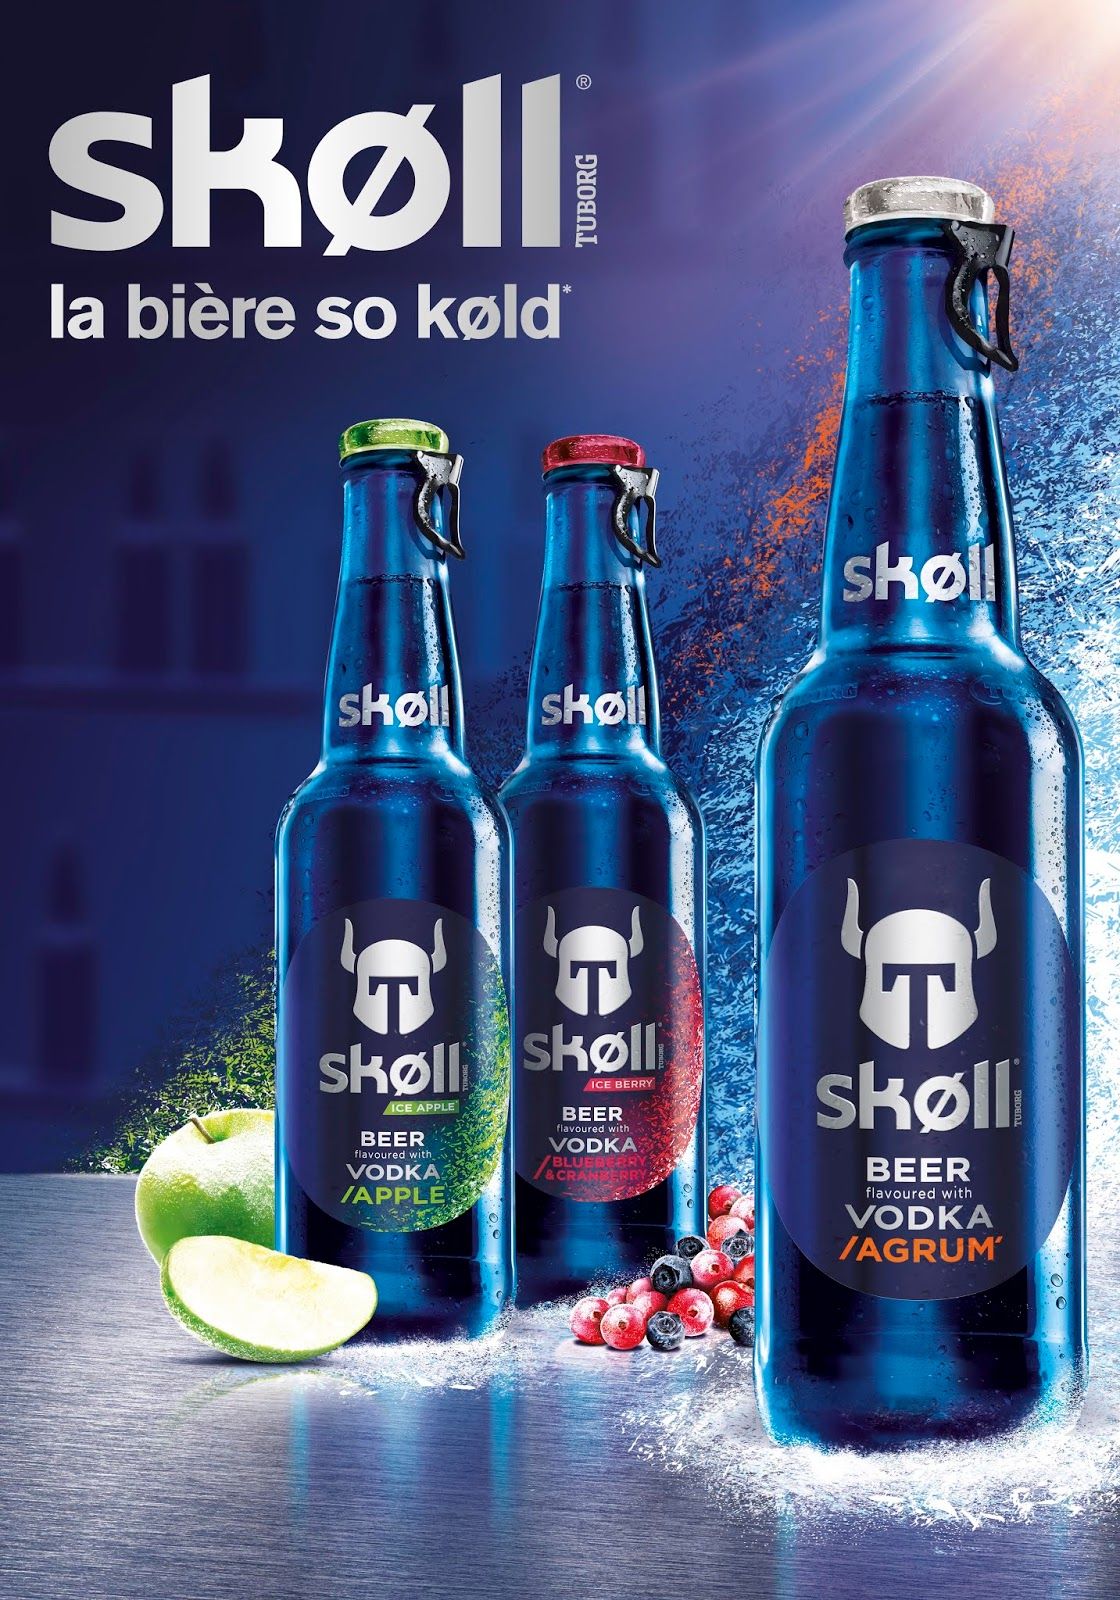 skøll®
TUBORG
la bière so køld*
skøll
skøll
skøll
T
skøll
TUBORG
ICE APPLE
BEER
flavoured with
VODKA
/APPLE
T
skøll
TUBORG
ICE BERRY
BEER
flavoured with
VODKA
/BLUEBERRY
& CRANBERRY
T
skøll®
TUBORG
BEER
flavoured with
VODKA
/AGRUM'